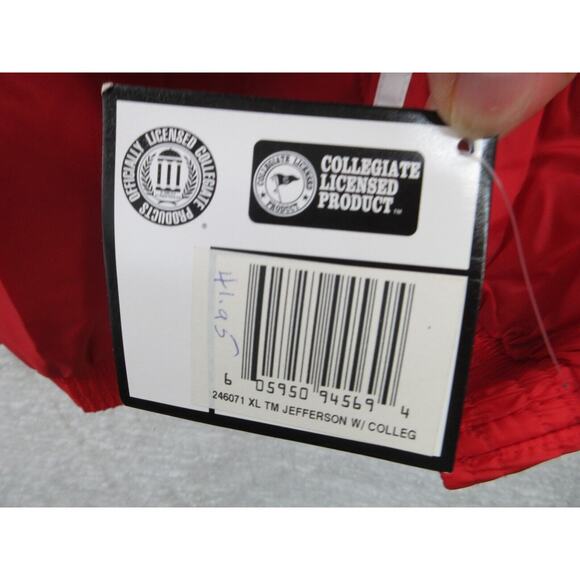 OFFICIALLY LICENSED COLLEGIATE PRODUCTS
COLLEGIATE LICENSED PRODUCT
COLLEGIATE
LICENSED
PRODUCT™
41.95
6 05950 94569 4
246071 XL TM JEFFERSON W/ COLLEG